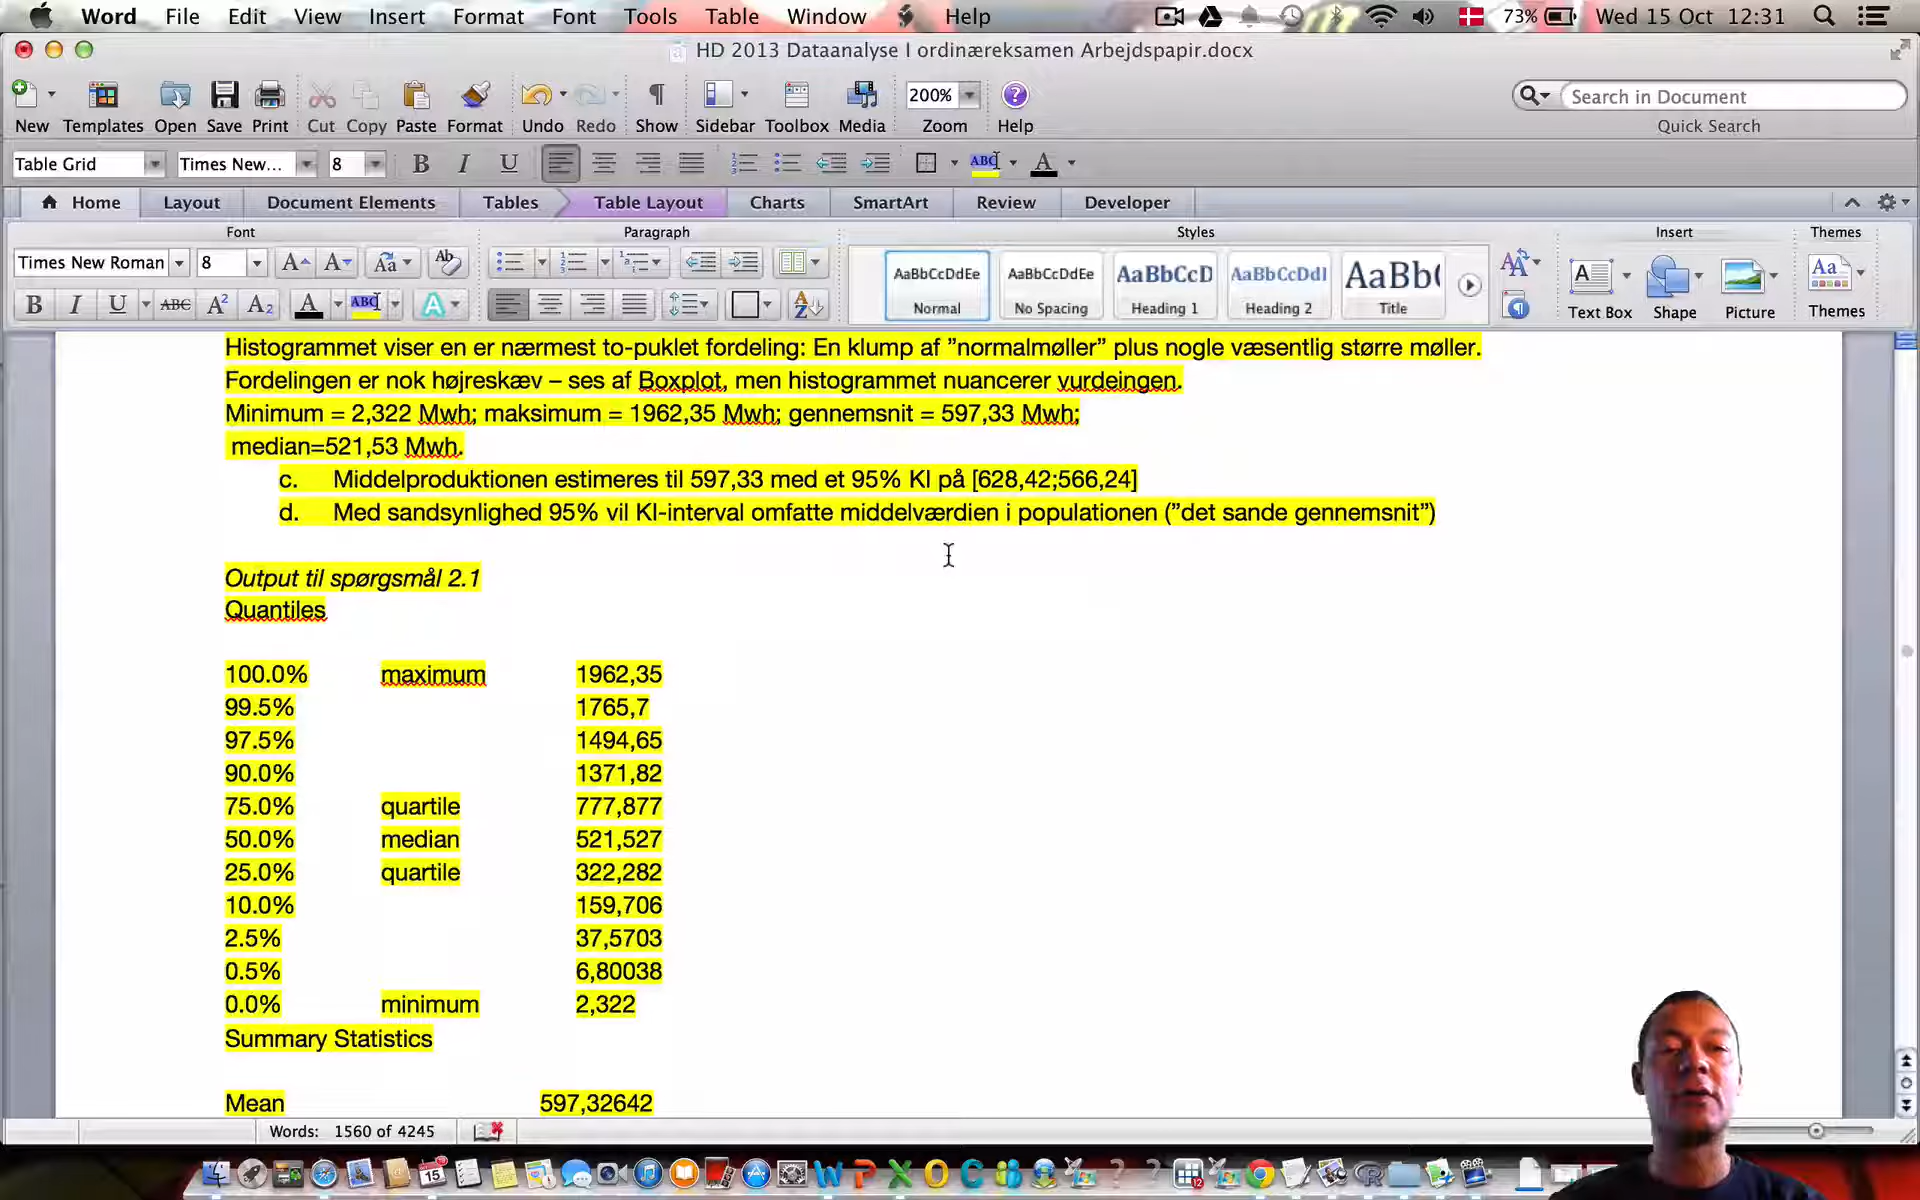 Word File Edit View Insert Format Font Tools Table Window Help 73% Wed 15 Oct 12:31
HD 2013 Dataanalyse I ordinæreksamen Arbejdspapir.docx
200% Search in Document
New Templates Open Save Print Cut Copy Paste Format Undo Redo Show Sidebar Toolbox Media Zoom Help Quick Search
Table Grid Times New... 8 B I U ABC A
Home Layout Document Elements Tables Table Layout Charts SmartArt Review Developer
Font Paragraph Styles Insert Themes
Times New Roman 8
AaBbCcDdEe AaBbCcDdEe AaBbCcD AaBbCcDdI AaBb(
B I U ABC A² A₂ A ABC A
Normal No Spacing Heading 1 Heading 2 Title Text Box Shape Picture Themes
Histogrammet viser en er nærmest to-puklet fordeling: En klump af ”normalmøller” plus nogle væsentlig større møller.
Fordelingen er nok højreskæv – ses af Boxplot, men histogrammet nuancerer vurdeingen.
Minimum = 2,322 Mwh; maksimum = 1962,35 Mwh; gennemsnit = 597,33 Mwh;
median=521,53 Mwh.
c. Middelproduktionen estimeres til 597,33 med et 95% KI på [628,42;566,24]
d. Med sandsynlighed 95% vil KI-interval omfatte middelværdien i populationen (”det sande gennemsnit”)
Output til spørgsmål 2.1
Quantiles
100.0% maximum 1962,35
99.5% 1765,7
97.5% 1494,65
90.0% 1371,82
75.0% quartile 777,877
50.0% median 521,527
25.0% quartile 322,282
10.0% 159,706
2.5% 37,5703
0.5% 6,80038
0.0% minimum 2,322
Summary Statistics
Mean 597,32642
Words: 1560 of 4245